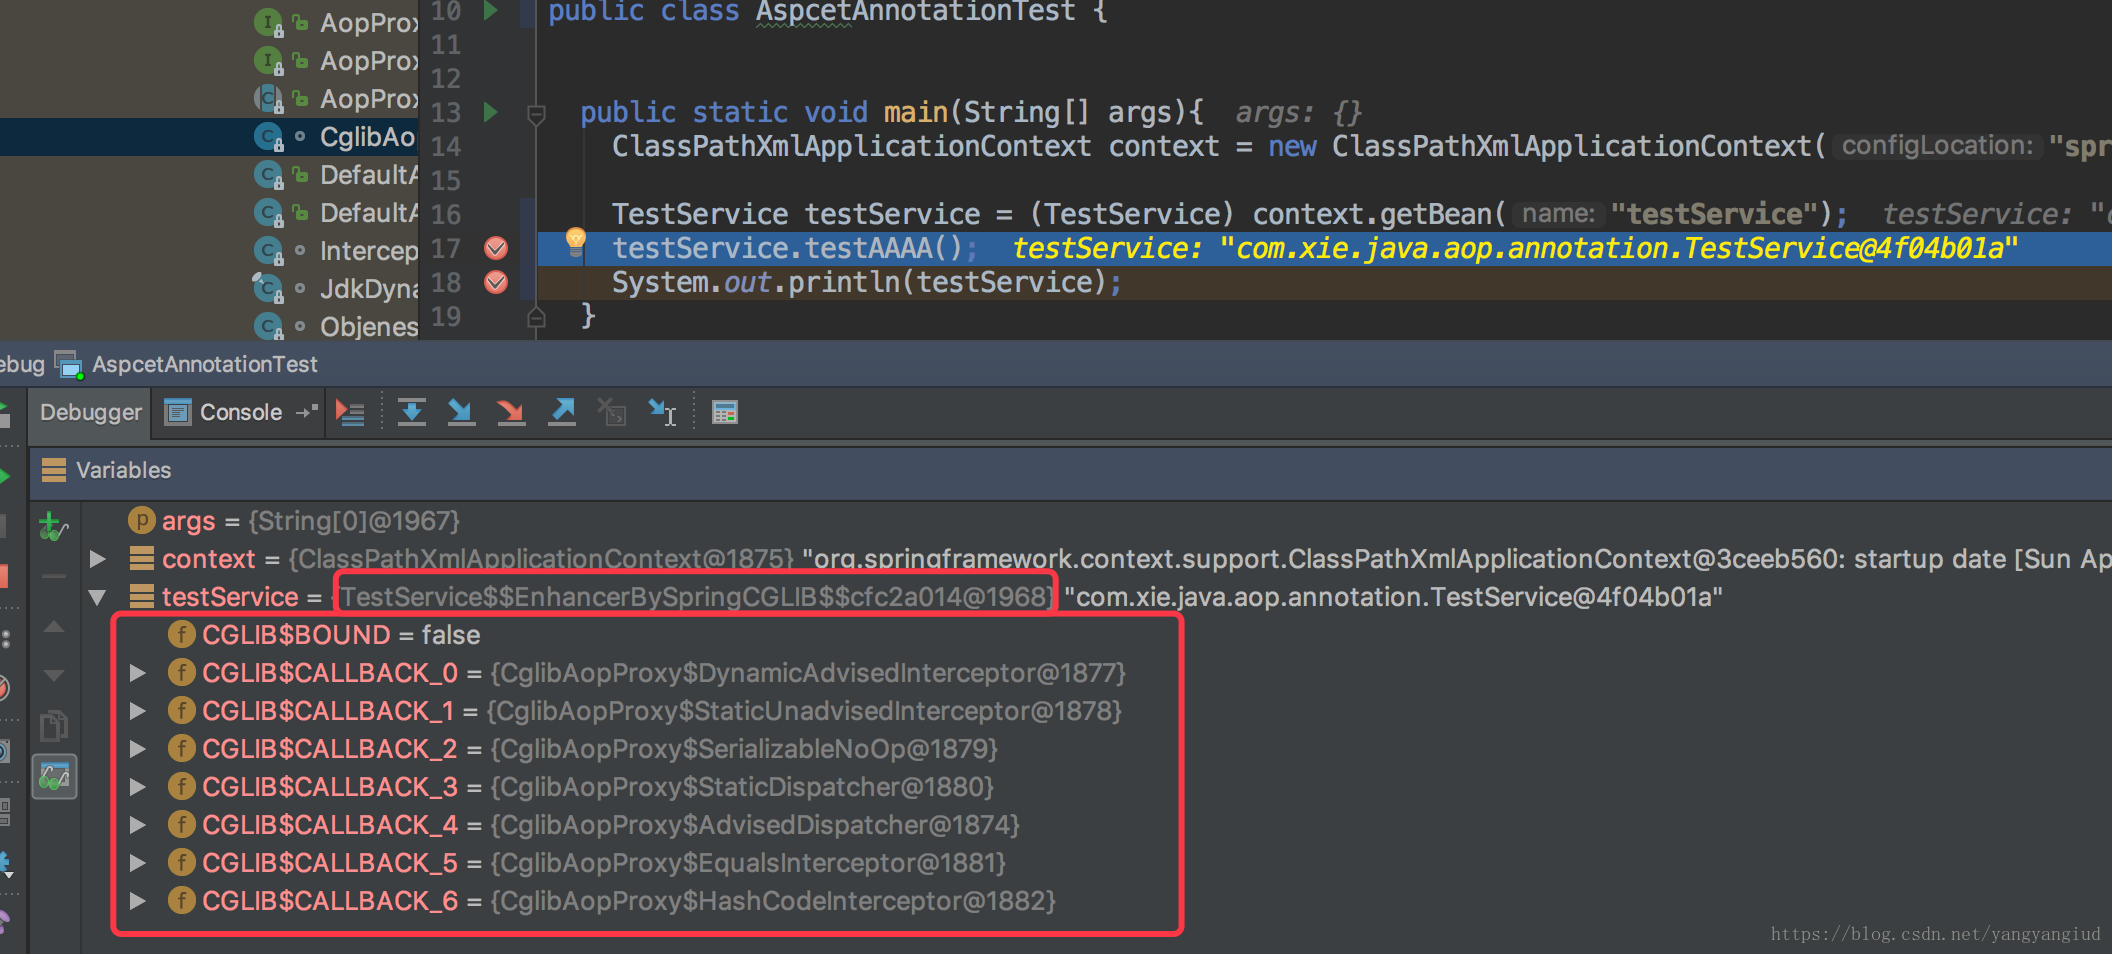 AopProx
AopProx
AopProx
CglibAo
DefaultA
DefaultA
Intercep
JdkDyna
Objenes
10 public class AspcetAnnotationTest {
11
12
13 public static void main(String[] args){ args: {}
14 ClassPathXmlApplicationContext context = new ClassPathXmlApplicationContext( configLocation: "spr
15
16 TestService testService = (TestService) context.getBean( name: "testService"); testService: "c
17 testService.testAAAA(); testService: "com.xie.java.aop.annotation.TestService@4f04b01a"
18 System.out.println(testService);
19 }
ebug AspcetAnnotationTest
Debugger Console
Variables
args = {String[0]@1967}
context = {ClassPathXmlApplicationContext@1875} "org.springframework.context.support.ClassPathXmlApplicationContext@3ceeb560: startup date [Sun Ap
testService = {TestService$$EnhancerBySpringCGLIB$$cfc2a014@1968} "com.xie.java.aop.annotation.TestService@4f04b01a"
CGLIB$BOUND = false
CGLIB$CALLBACK_0 = {CglibAopProxy$DynamicAdvisedInterceptor@1877}
CGLIB$CALLBACK_1 = {CglibAopProxy$StaticUnadvisedInterceptor@1878}
CGLIB$CALLBACK_2 = {CglibAopProxy$SerializableNoOp@1879}
CGLIB$CALLBACK_3 = {CglibAopProxy$StaticDispatcher@1880}
CGLIB$CALLBACK_4 = {CglibAopProxy$AdvisedDispatcher@1874}
CGLIB$CALLBACK_5 = {CglibAopProxy$EqualsInterceptor@1881}
CGLIB$CALLBACK_6 = {CglibAopProxy$HashCodeInterceptor@1882}
https://blog.csdn.net/yangyangiud